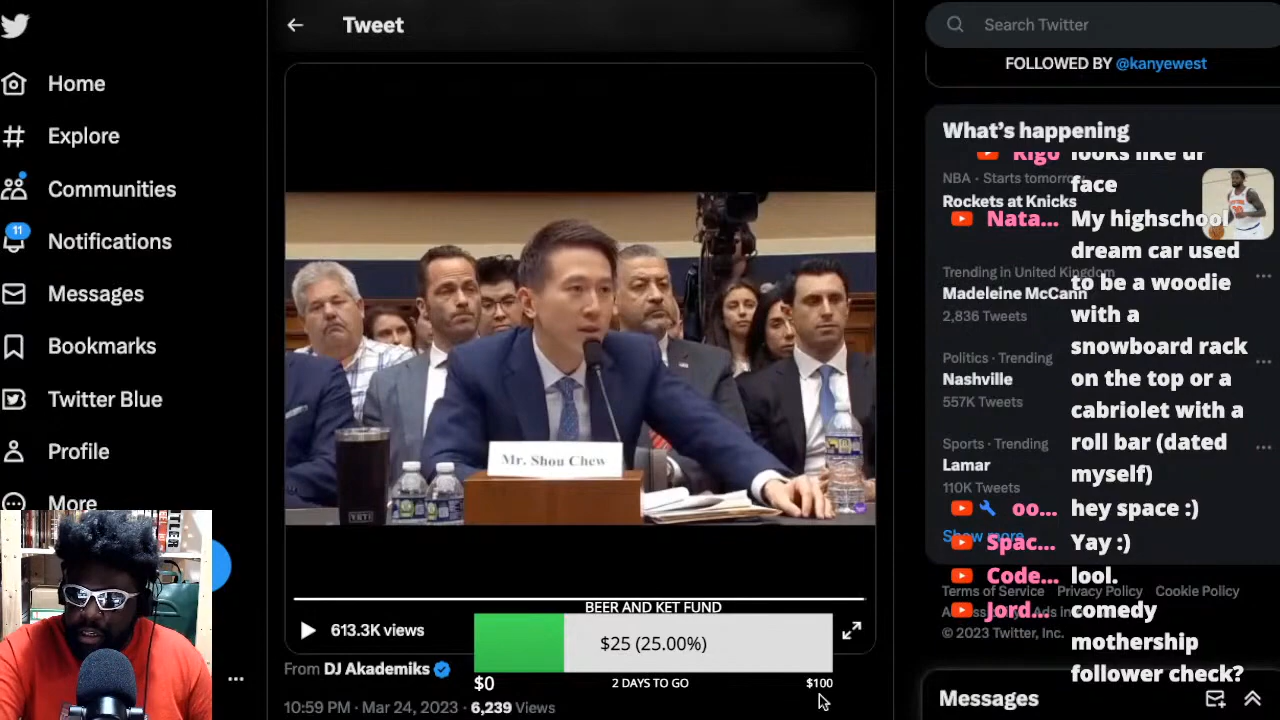 Tweet
Search Twitter
Home
Explore
Communities
11
Notifications
Messages
Bookmarks
Twitter Blue
Profile
More
Mr. Shou Chew
YETI
BEER AND KET FUND
613.3K views
$25 (25.00%)
$0
2 DAYS TO GO
$100
From DJ Akademiks
10:59 PM · Mar 24, 2023 · 6,239 Views
FOLLOWED BY @kanyewest
What's happening
NBA · Starts tomorrow
Rockets at Knicks
Trending in United Kingdom
Madeleine McCann
2,836 Tweets
Politics · Trending
Nashville
557K Tweets
Sports · Trending
Lamar
110K Tweets
Show more
Terms of Service Privacy Policy Cookie Policy
© 2023 Twitter, Inc.
Rigo looks like ur
face
Nata... My highschool
dream car used
to be a woodie
with a
snowboard rack
on the top or a
cabriolet with a
roll bar (dated
myself)
oo... hey space :)
Spac... Yay :)
Code... lool.
Jord... comedy
mothership
follower check?
Messages